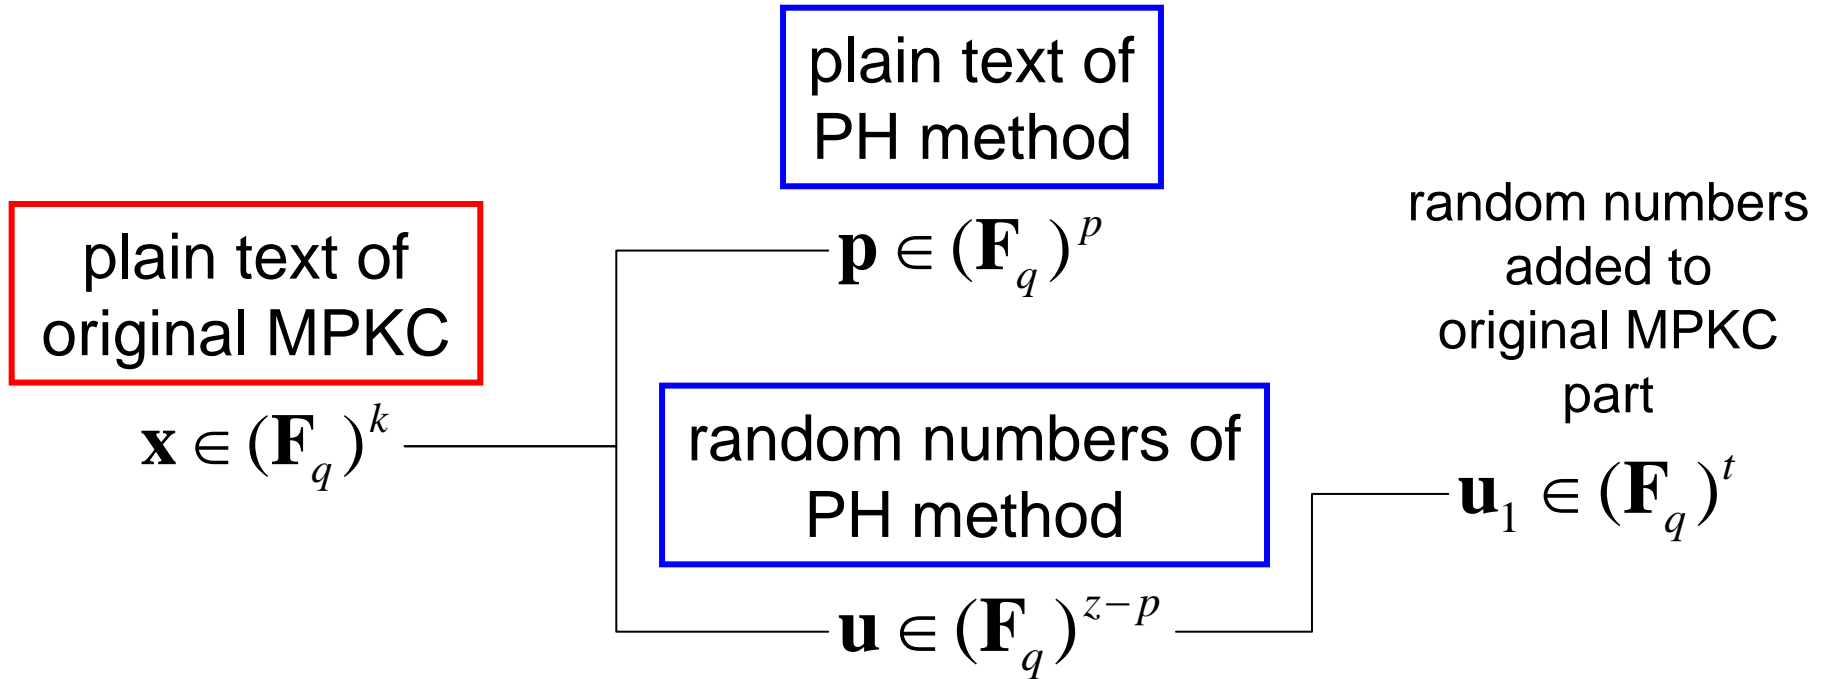 plain text of
original MPKC
x ∈ (F_q)^k
plain text of
PH method
p ∈ (F_q)^p
random numbers of
PH method
u ∈ (F_q)^{z−p}
random numbers
added to
original MPKC
part
u_1 ∈ (F_q)^t